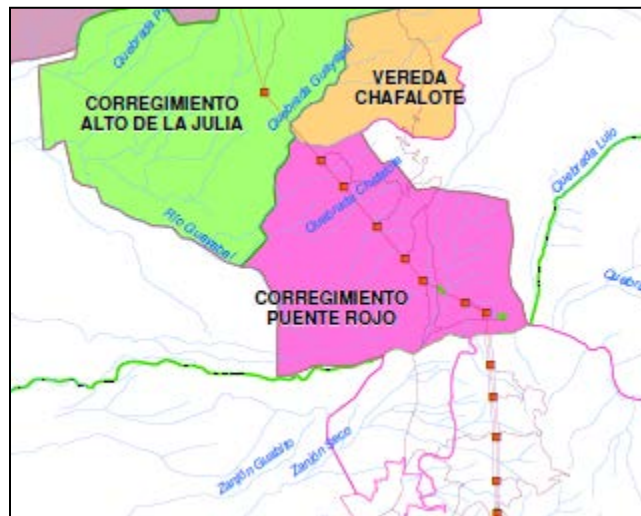 Quebrada
Quebrada Guayabal
VEREDA
CHAFALOTE
CORREGIMIENTO
ALTO DE LA JULIA
Quebrada Lulo
Quebrada
Río Guayabal
CORREGIMIENTO
PUENTE ROJO
Zanjón Guabito
Zanjón Seco